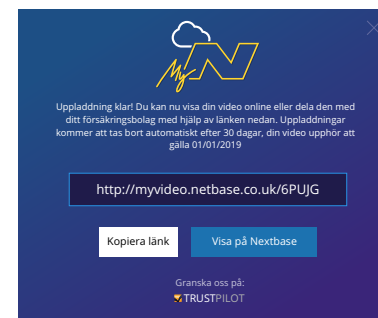 My N
Uppladdning klar! Du kan nu visa din video online eller dela den med
ditt försäkringsbolag med hjälp av länken nedan. Uppladdningar
kommer att tas bort automatiskt efter 30 dagar, din video upphör att
gälla 01/01/2019
http://myvideo.netbase.co.uk/6PUJG
Kopiera länk
Visa på Nextbase
Granska oss på:
TRUSTPILOT